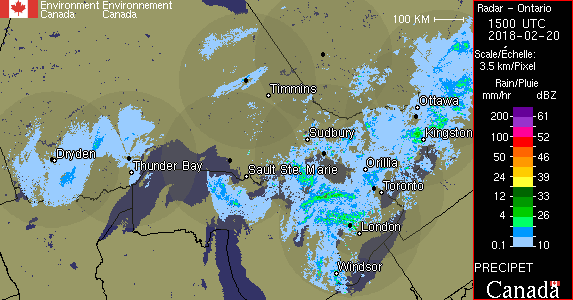 Environment Environnement
Canada Canada
100 KM
Timmins
Ottawa
Sudbury
Kingston
Dryden
Thunder Bay
Sault Ste. Marie
Orillia
Toronto
London
Windsor
Radar - Ontario
1500 UTC
2018-02-20
Scale/Échelle:
3.5 km/Pixel
Rain/Pluie
mm/hr dBZ
200 61
100 52
50 46
24 39
12 33
4 26
0.1 10
PRECIPET
Canada